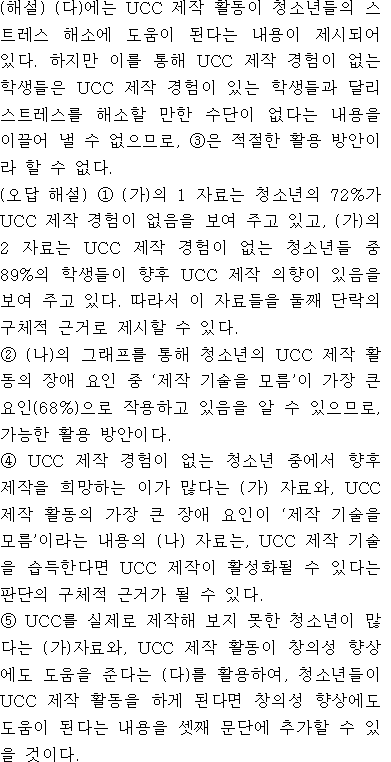 (해설) (다)에는 UCC 제작 활동이 청소년들의 스
트레스 해소에 도움이 된다는 내용이 제시되어
있다. 하지만 이를 통해 UCC 제작 경험이 없는
학생들은 UCC 제작 경험이 있는 학생들과 달리
스트레스를 해소할 만한 수단이 없다는 내용을
이끌어 낼 수 없으므로, ③은 적절한 활용 방안이
라 할 수 없다.
(오답 해설) ① (가)의 1 자료는 청소년의 72%가
UCC 제작 경험이 없음을 보여 주고 있고, (가)의
2 자료는 UCC 제작 경험이 없는 청소년들 중
89%의 학생들이 향후 UCC 제작 의향이 있음을
보여 주고 있다. 따라서 이 자료들을 둘째 단락의
구체적 근거로 제시할 수 있다.
② (나)의 그래프를 통해 청소년의 UCC 제작 활
동의 장애 요인 중 ‘제작 기술을 모름’이 가장 큰
요인(68%)으로 작용하고 있음을 알 수 있으므로,
가능한 활용 방안이다.
④ UCC 제작 경험이 없는 청소년 중에서 향후
제작을 희망하는 이가 많다는 (가) 자료와, UCC
제작 활동의 가장 큰 장애 요인이 ‘제작 기술을
모름’이라는 내용의 (나) 자료는, UCC 제작 기술
을 습득한다면 UCC 제작이 활성화될 수 있다는
판단의 구체적 근거가 될 수 있다.
⑤ UCC를 실제로 제작해 보지 못한 청소년이 많
다는 (가)자료와, UCC 제작 활동이 창의성 향상
에도 도움을 준다는 (다)를 활용하여, 청소년들이
UCC 제작 활동을 하게 된다면 창의성 향상에도
도움이 된다는 내용을 셋째 문단에 추가할 수 있
을 것이다.